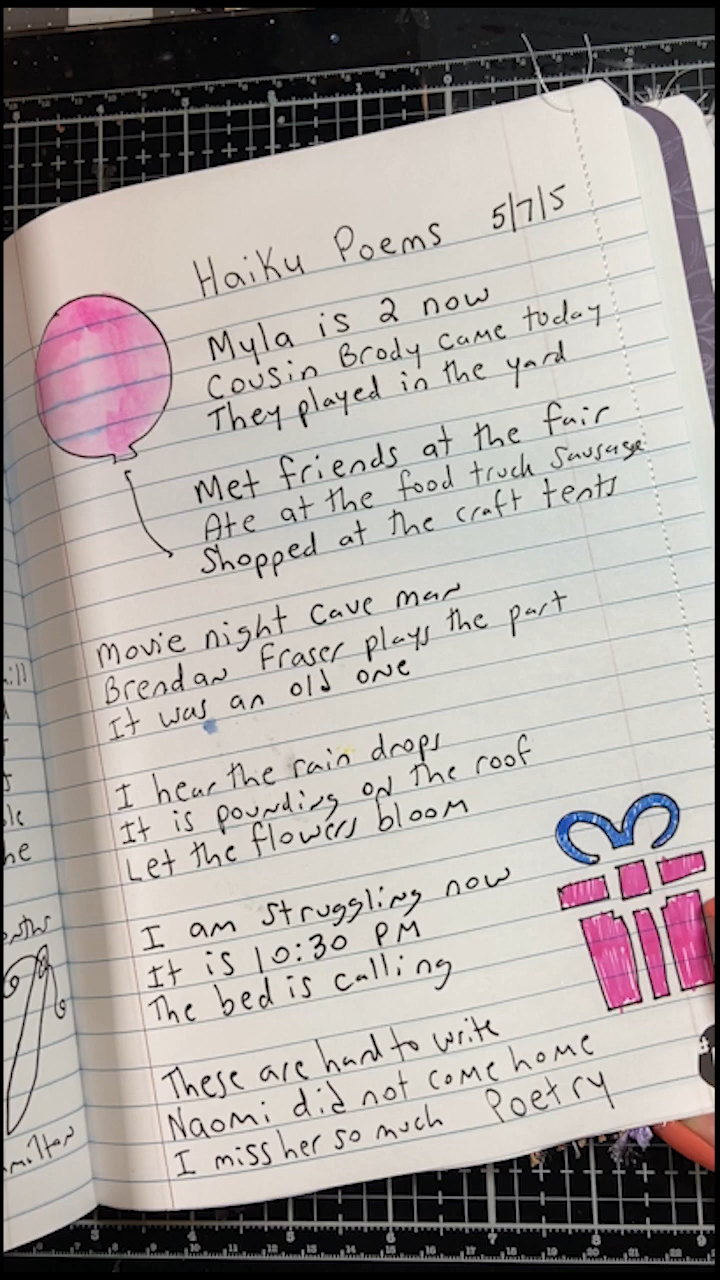 Haiku Poems 5/7/5
Myla is 2 now
Cousin Brody came today
They played in the yard
Met friends at the fair
Ate at the food truck Sausage
Shopped at the craft tents
Movie night cave man
Brendan Fraser plays the part
It was an old one
I hear the rain drops
It is pounding on the roof
Let the flowers bloom
I am struggling now
It is 10:30 PM
The bed is calling
These are hard to write
Naomi did not come home
I miss her so much Poetry